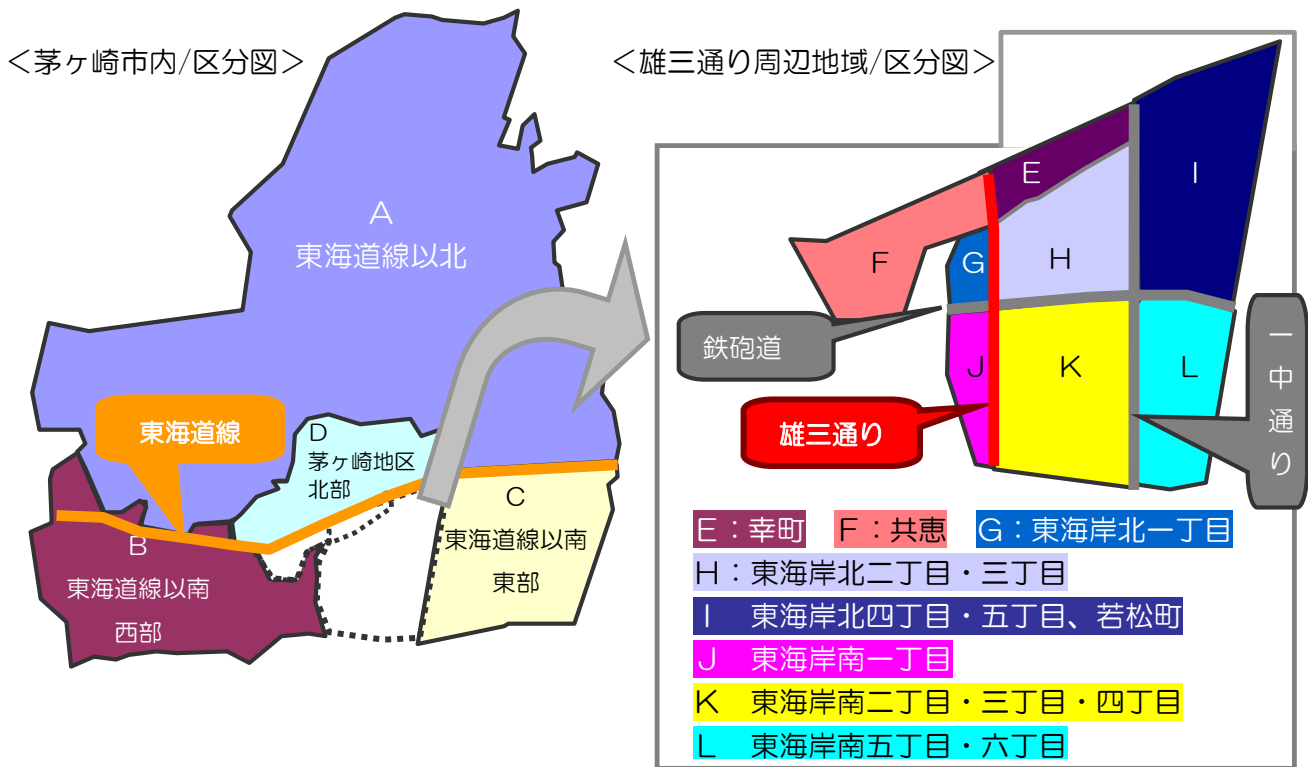 ＜茅ヶ崎市内/区分図＞
A
東海道線以北
東海道線
D
茅ヶ崎地区
北部
B
東海道線以南
西部
C
東海道線以南
東部
＜雄三通り周辺地域/区分図＞
E
I
F
G
H
鉄砲道
J
K
L
雄三通り
一中通り
E：幸町 F：共恵 G：東海岸北一丁目
H：東海岸北二丁目・三丁目
I 東海岸北四丁目・五丁目、若松町
J 東海岸南一丁目
K 東海岸南二丁目・三丁目・四丁目
L 東海岸南五丁目・六丁目